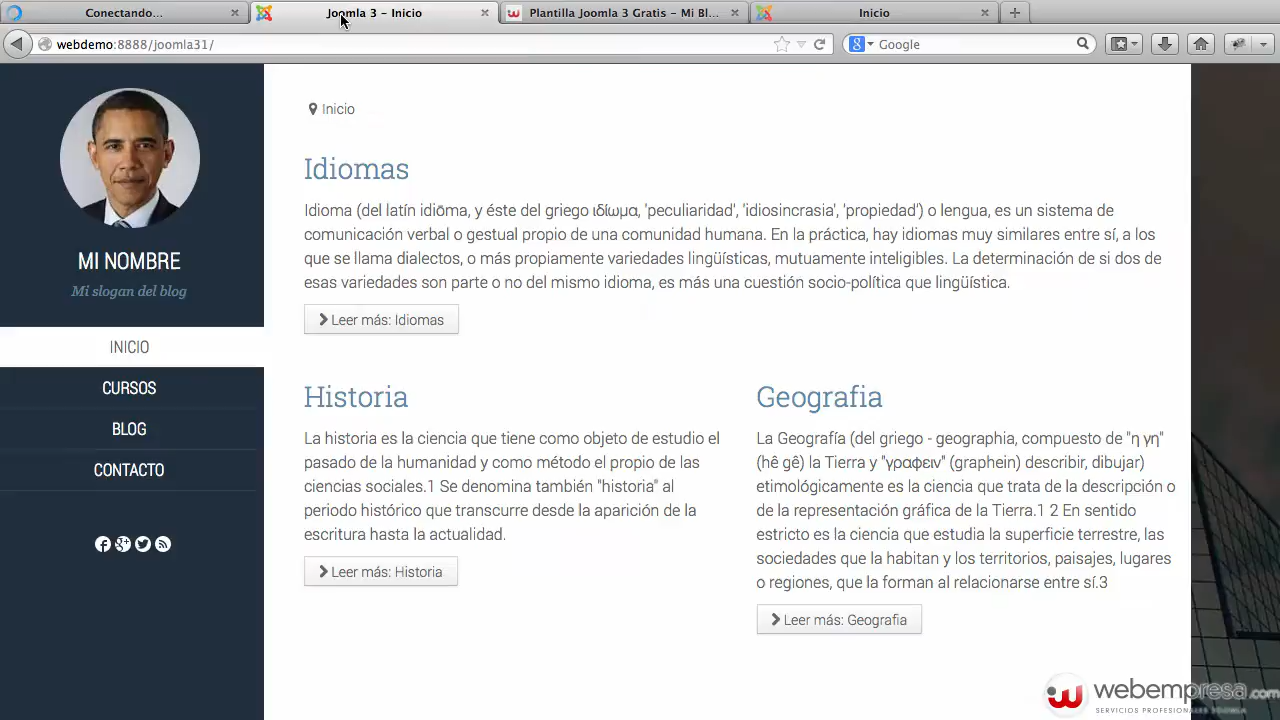 Conectando...
Joomla 3 - Inicio
Plantilla Joomla 3 Gratis - Mi Bl...
Inicio
webdemo:8888/joomla31/
Google
Inicio
MI NOMBRE
Mi slogan del blog
INICIO
CURSOS
BLOG
CONTACTO
Idiomas
Idioma (del latín idiōma, y éste del griego ιδίωμα, 'peculiaridad', 'idiosincrasia', 'propiedad') o lengua, es un sistema de
comunicación verbal o gestual propio de una comunidad humana. En la práctica, hay idiomas muy similares entre sí, a los
que se llama dialectos, o más propiamente variedades lingüísticas, mutuamente inteligibles. La determinación de si dos de
esas variedades son parte o no del mismo idioma, es más una cuestión socio-política que lingüística.
Leer más: Idiomas
Historia
La historia es la ciencia que tiene como objeto de estudio el
pasado de la humanidad y como método el propio de las
ciencias sociales.1 Se denomina también "historia" al
periodo histórico que transcurre desde la aparición de la
escritura hasta la actualidad.
Leer más: Historia
Geografia
La Geografía (del griego - geographia, compuesto de "η γη"
(hê gê) la Tierra y "γραφειν" (graphein) describir, dibujar)
etimológicamente es la ciencia que trata de la descripción o
de la representación gráfica de la Tierra.1 2 En sentido
estricto es la ciencia que estudia la superficie terrestre, las
sociedades que la habitan y los territorios, paisajes, lugares
o regiones, que la forman al relacionarse entre sí.3
Leer más: Geografia
webempresa.com
SERVICIOS PROFESIONALES JOOMLA